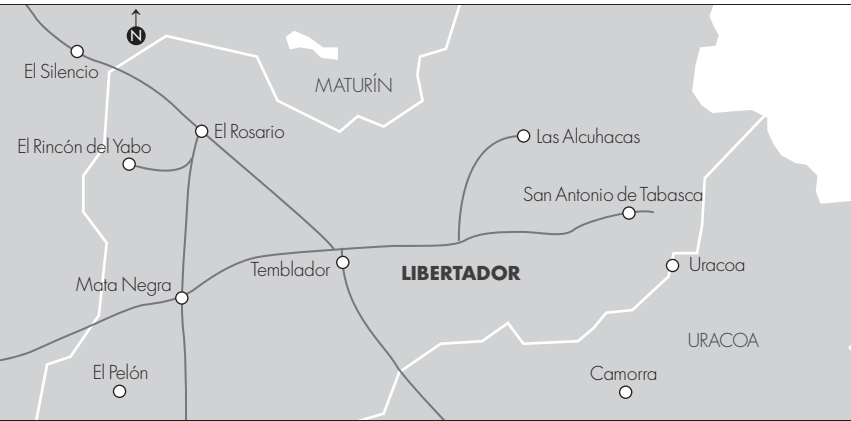 N
El Silencio
MATURÍN
El Rosario
Las Alcuhacas
El Rincón del Yabo
San Antonio de Tabasca
Uracoa
Temblador
LIBERTADOR
Mata Negra
URACOA
El Pelón
Camorra